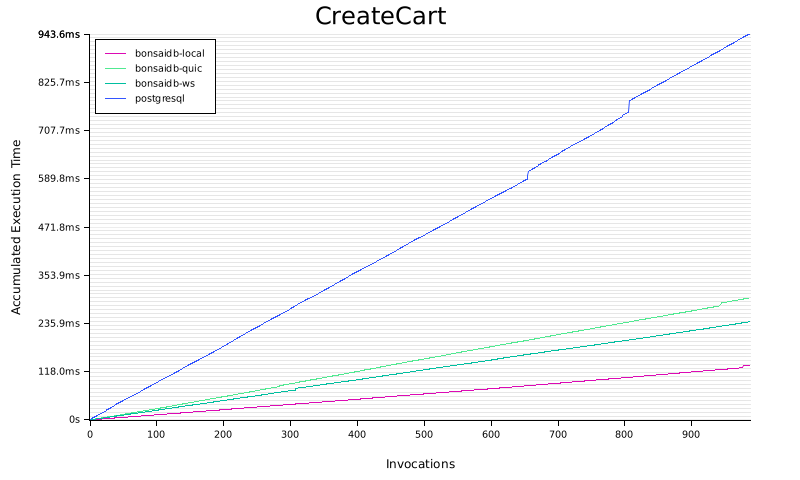 CreateCart
943.6ms
825.7ms
707.7ms
589.8ms
471.8ms
353.9ms
235.9ms
118.0ms
0s
Accumulated Execution Time
bonsaidb-local
bonsaidb-quic
bonsaidb-ws
postgresql
0 100 200 300 400 500 600 700 800 900
Invocations